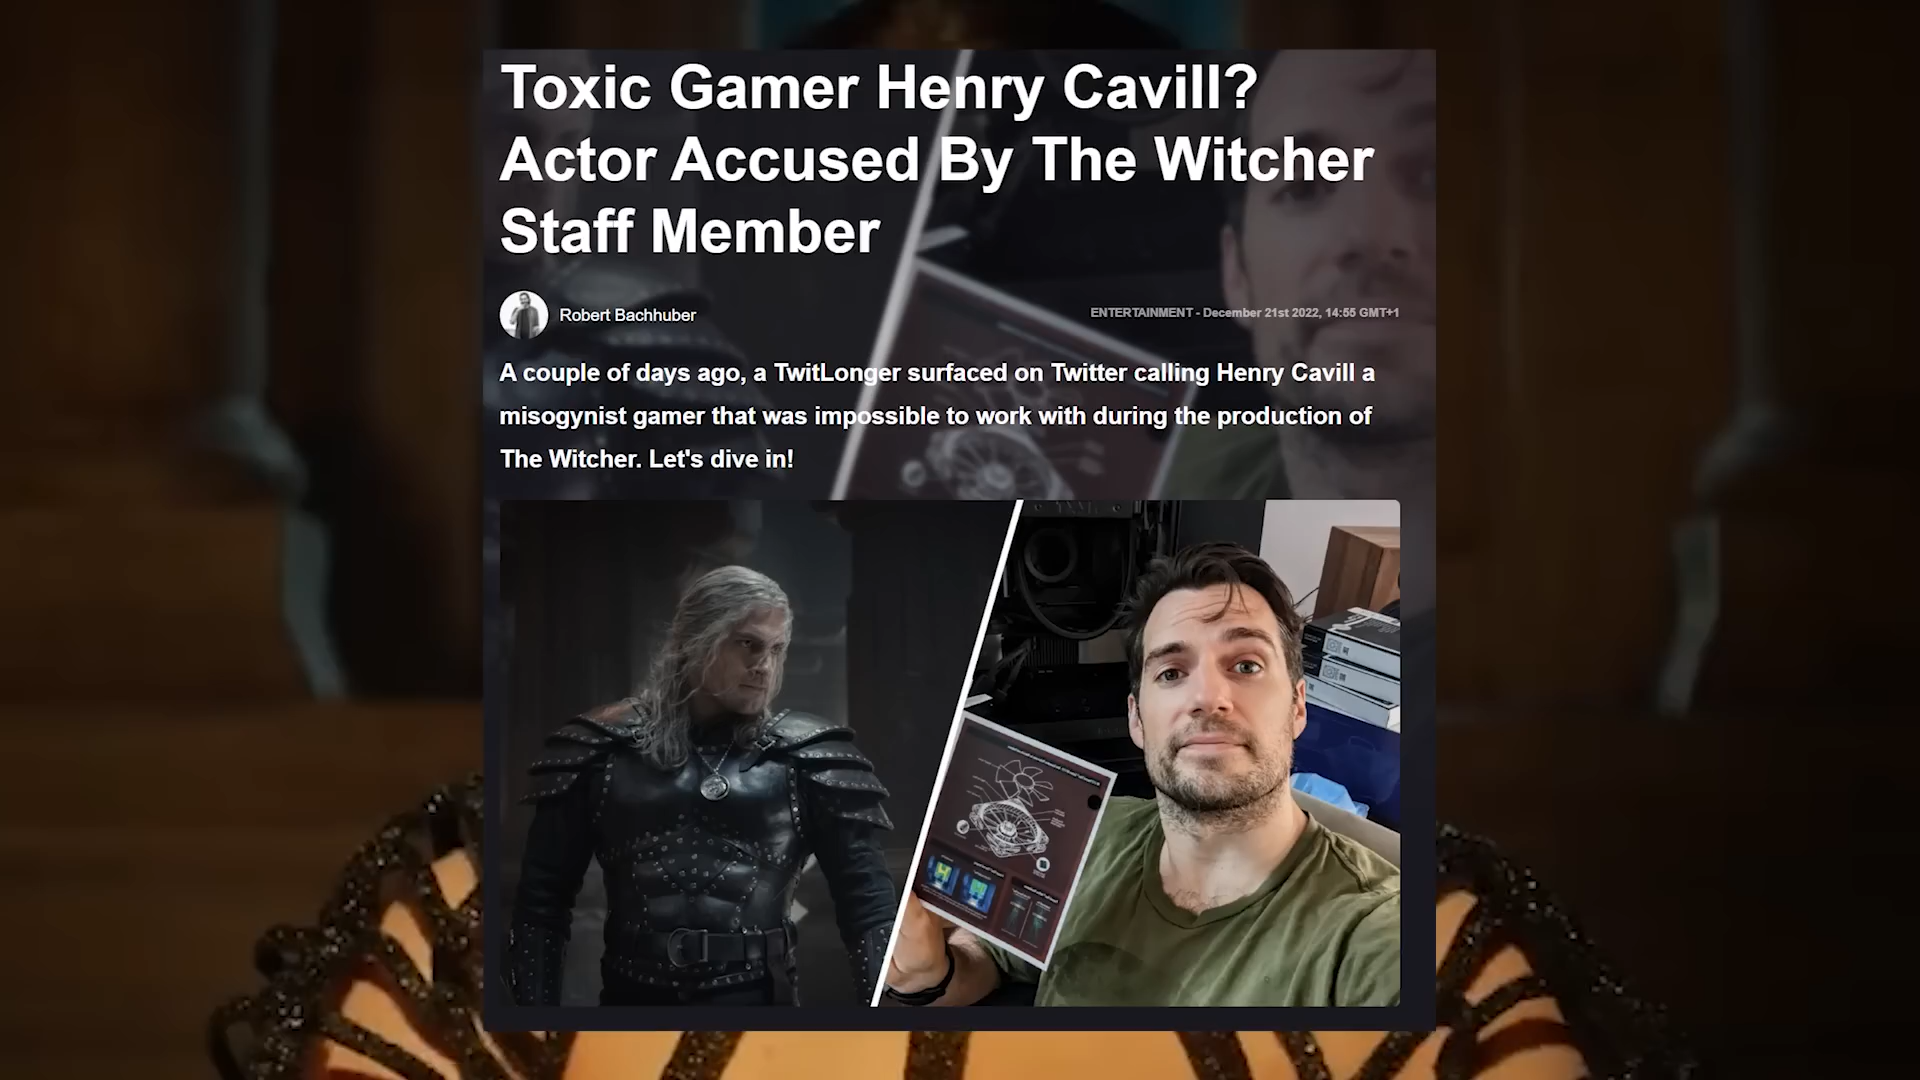 Toxic Gamer Henry Cavill?
Actor Accused By The Witcher
Staff Member
Robert Bachhuber
ENTERTAINMENT - December 21st 2022, 14:55 GMT+1
A couple of days ago, a TwitLonger surfaced on Twitter calling Henry Cavill a
misogynist gamer that was impossible to work with during the production of
The Witcher. Let's dive in!